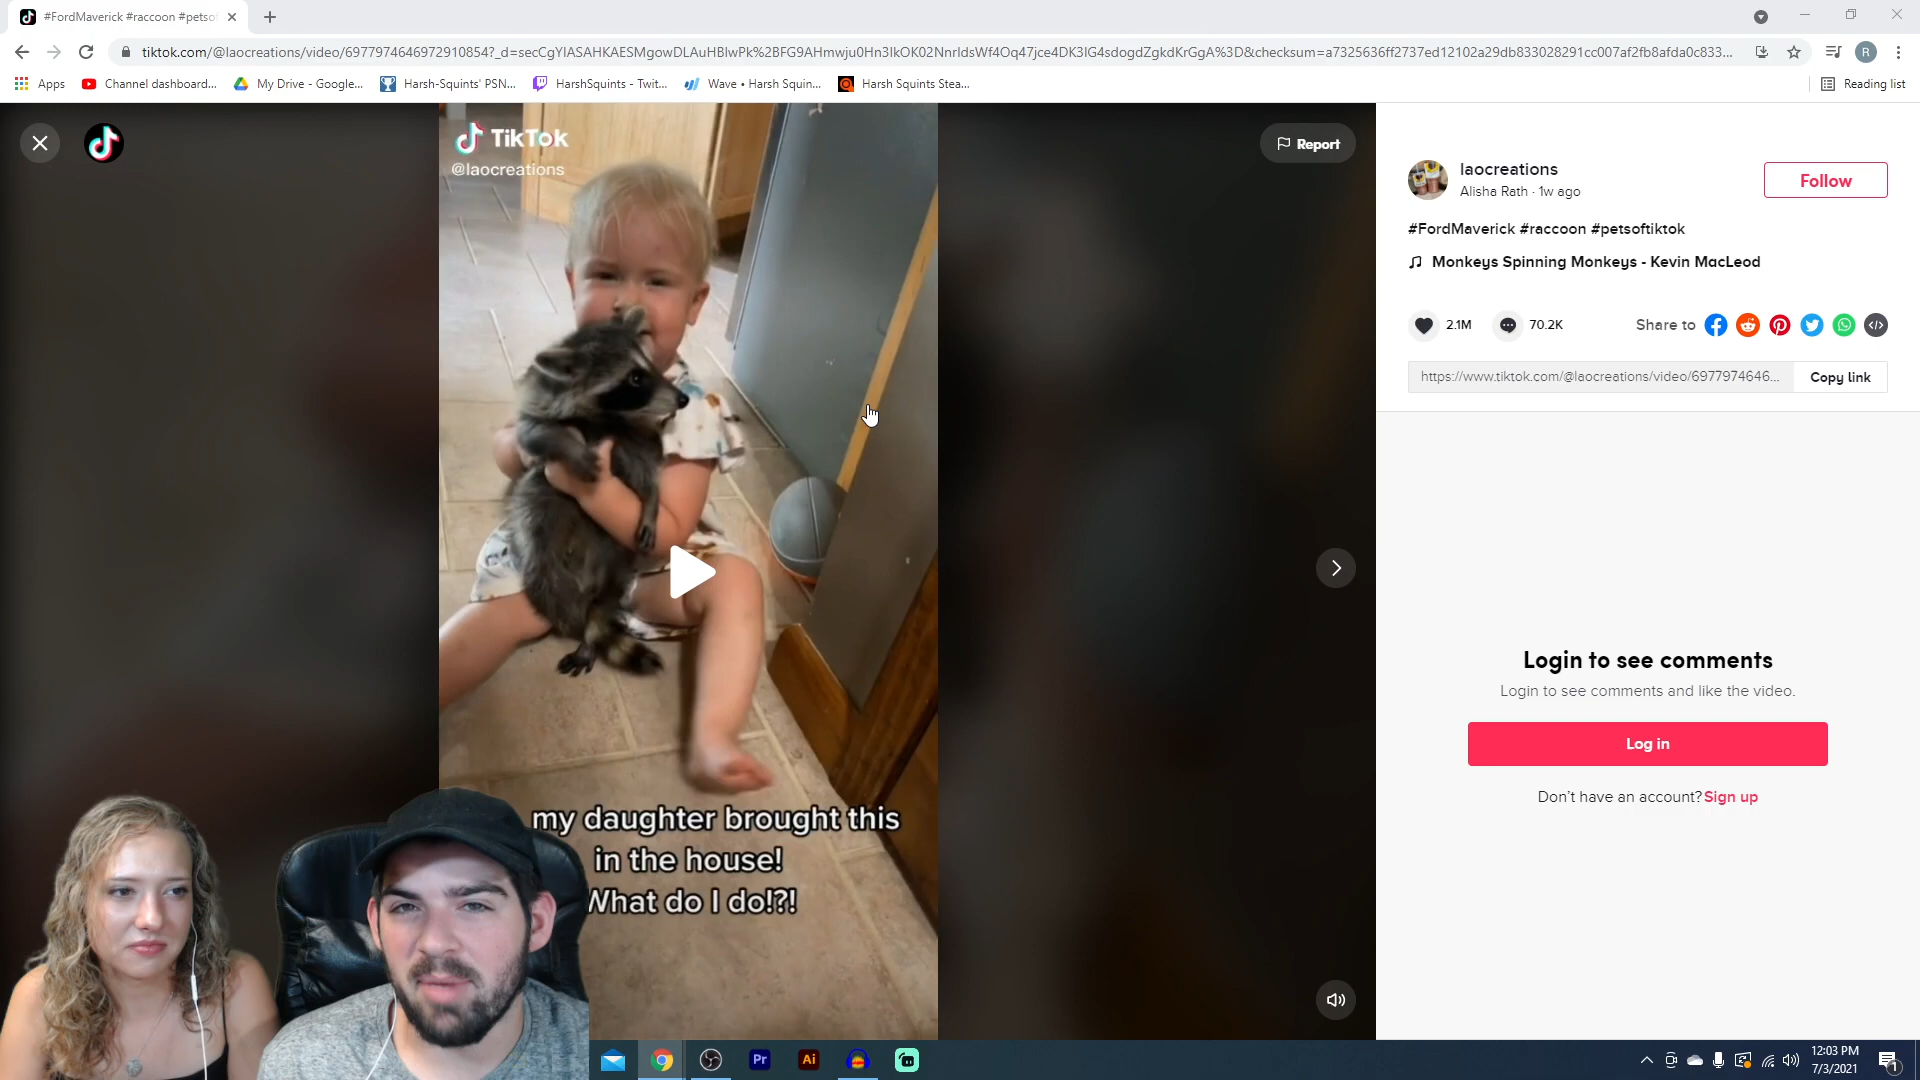 #FordMaverick #raccoon #petsof
tiktok.com/@laocreations/video/6977974646972910854?_d=secCgYIASAHKAESMgowDLAuHBlwPk%2BFG9AHmwju0Hn3IkOK02NnrIdsWf4Oq47jce4DK3IG4sdogdZgkdKrGgA%3D&checksum=a7325636ff2737ed12102a29db833028291cc007af2fb8afda0c833...
R
Apps
Channel dashboard...
My Drive - Google...
Harsh-Squints' PSN...
HarshSquints - Twit...
Wave • Harsh Squin...
Harsh Squints Stea...
Reading list
TikTok
@laocreations
Report
my daughter brought this
in the house!
What do I do!?!
laocreations
Alisha Rath · 1w ago
Follow
#FordMaverick #raccoon #petsoftiktok
Monkeys Spinning Monkeys - Kevin MacLeod
2.1M
70.2K
Share to
https://www.tiktok.com/@laocreations/video/6977974646...
Copy link
Login to see comments
Login to see comments and like the video.
Log in
Don't have an account? Sign up
Pr
Ai
12:03 PM
7/3/2021
1